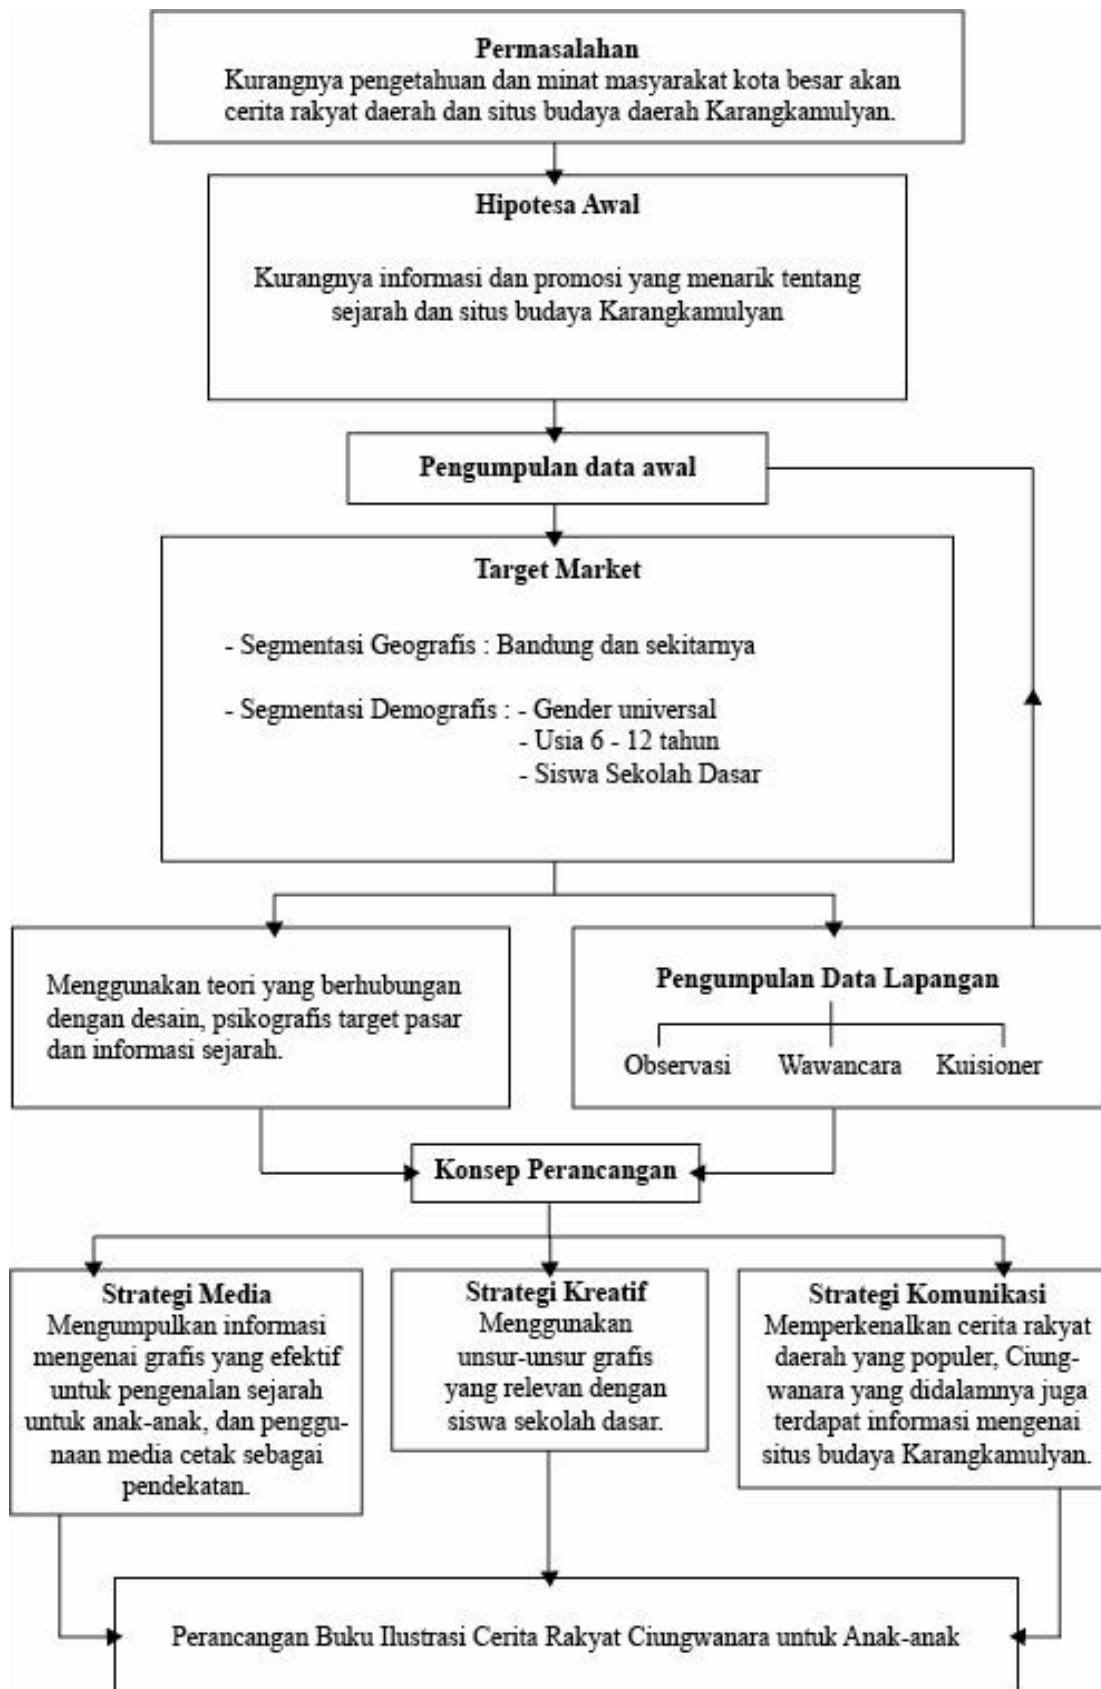 Permasalahan
Kurangnya pengetahuan dan minat masyarakat kota besar akan
cerita rakyat daerah dan situs budaya daerah Karangkamulyan.
Hipotesa Awal
Kurangnya informasi dan promosi yang menarik tentang
sejarah dan situs budaya Karangkamulyan
Pengumpulan data awal
Target Market
- Segmentasi Geografis : Bandung dan sekitarnya
- Segmentasi Demografis : - Gender universal
- Usia 6 - 12 tahun
- Siswa Sekolah Dasar
Menggunakan teori yang berhubungan
dengan desain, psikografis target pasar
dan informasi sejarah.
Pengumpulan Data Lapangan
Observasi Wawancara Kuisioner
Konsep Perancangan
Strategi Media
Mengumpulkan informasi
mengenai grafis yang efektif
untuk pengenalan sejarah
untuk anak-anak, dan penggu-
naan media cetak sebagai
pendekatan.
Strategi Kreatif
Menggunakan
unsur-unsur grafis
yang relevan dengan
siswa sekolah dasar.
Strategi Komunikasi
Memperkenalkan cerita rakyat
daerah yang populer, Ciung-
wanara yang didalamnya juga
terdapat informasi mengenai
situs budaya Karangkamulyan.
Perancangan Buku Ilustrasi Cerita Rakyat Ciungwanara untuk Anak-anak